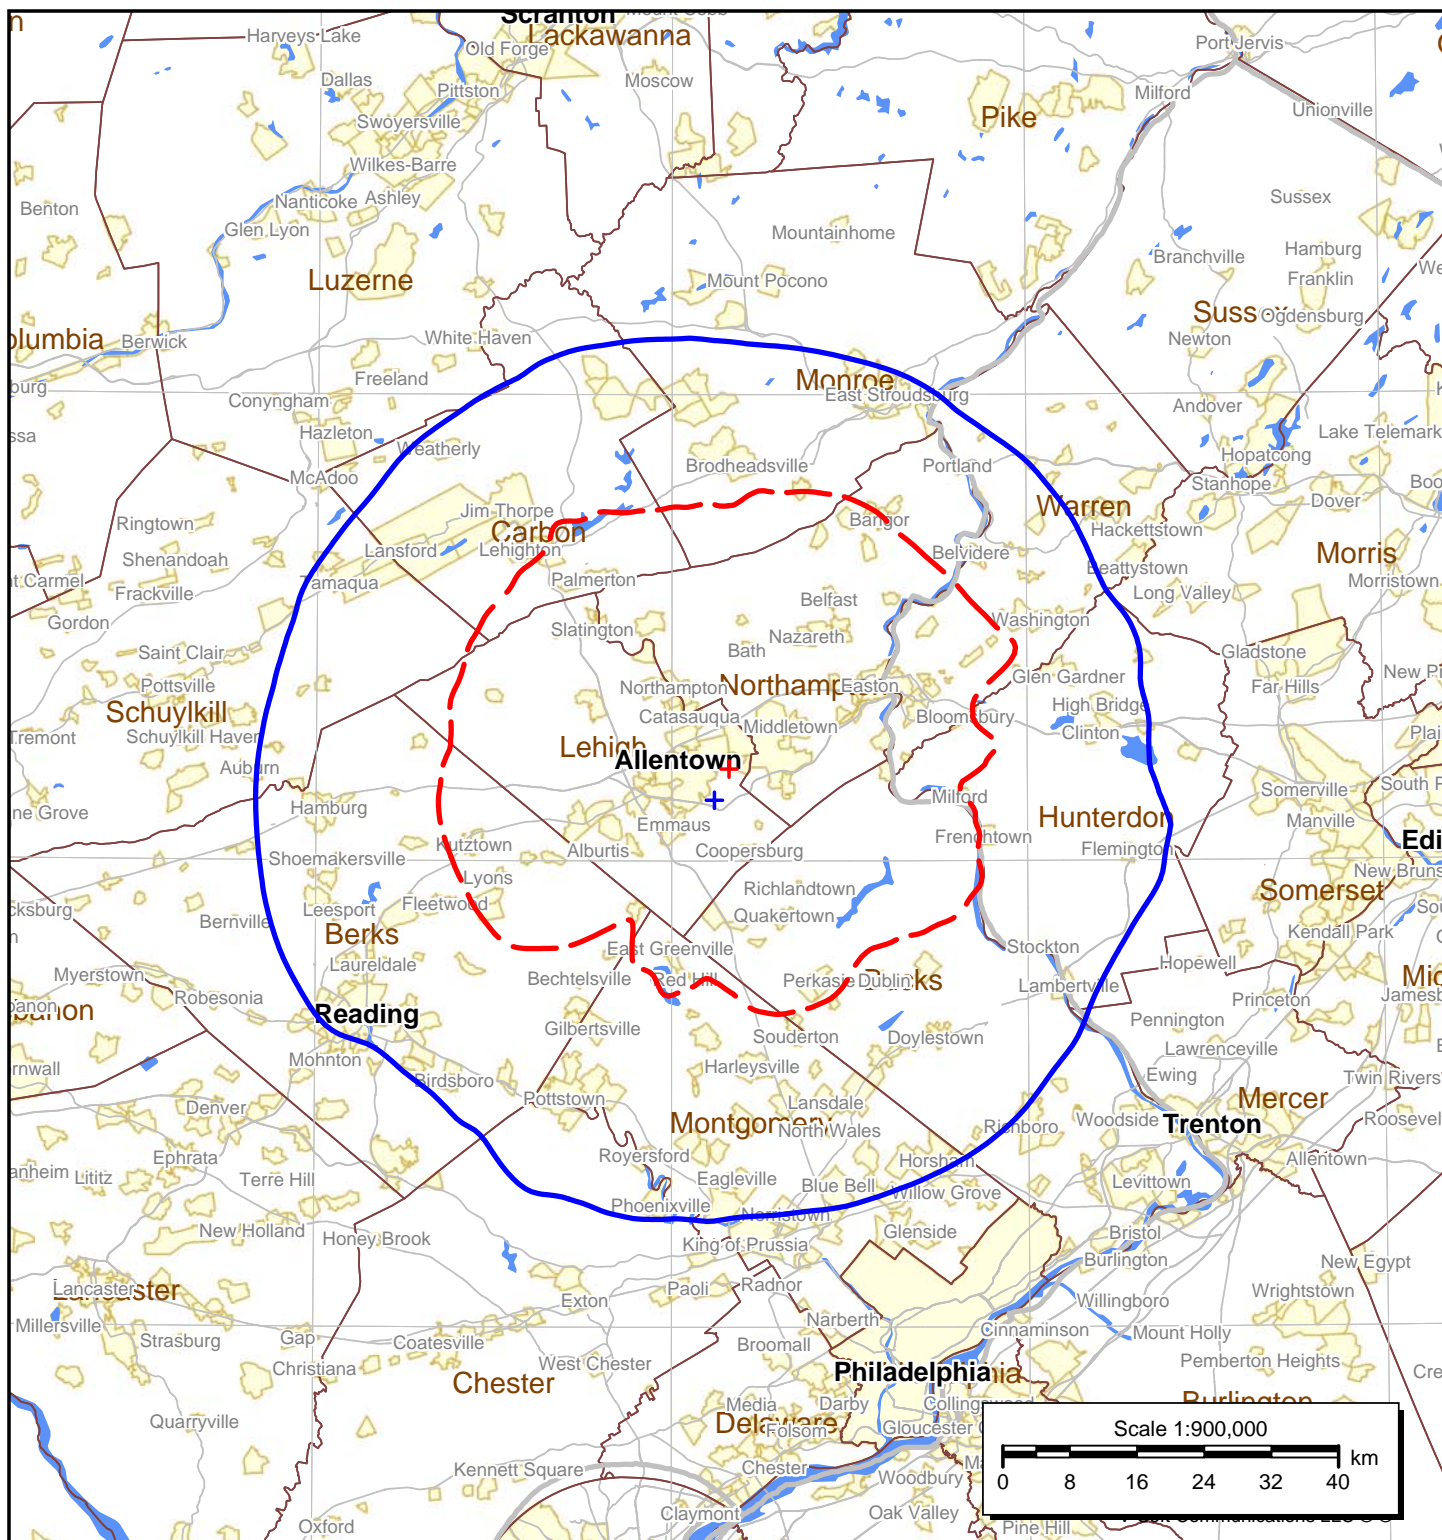 Scranton
Lackawanna
Harveys Lake
Old Forge
Port Jervis
Dallas
Moscow
Pittston
Milford
Unionville
Swoyersville
Pike
Wilkes-Barre
Nanticoke
Ashley
Benton
Sussex
Glen Lyon
Mountainhome
Hamburg
Branchville
Franklin
Luzerne
Mount Pocono
Ogdensburg
White Haven
Newton
Berwick
Freeland
Monroe
East Stroudsburg
Conyngham
Andover
Hazleton
Lake Telemark
Weatherly
Hopatcong
McAdoo
Brodheadsville
Portland
Stanhope
Dover
Jim Thorpe
Warren
Ringtown
Carbon
Bangor
Hackettstown
Shenandoah
Lansford
Lehighton
Belvidere
Morris
Frackville
Tamaqua
Palmerton
Beattystown
Morristown
Long Valley
Gordon
Belfast
Slatington
Nazareth
Washington
Saint Clair
Bath
Gladstone
Pottsville
Northampton
Easton
Glen Gardner
Far Hills
Schuylkill
Catasauqua
Middletown
Bloomsbury
High Bridge
Clinton
Tremont
Schuylkill Haven
Lehigh
Allentown
Auburn
Hamburg
Milford
Somerville
Emmaus
Hunterdon
Manville
Kutztown
Alburtis
Coopersburg
Frenchtown
Flemington
Shoemakersville
Lyons
Richlandtown
Somerset
Leesport
Fleetwood
Quakertown
Bernville
Berks
East Greenville
Stockton
Kendall Park
Laureldale
Hopewell
Myerstown
Bechtelsville
Red Hill
Perkasie
Dublin
Lambertville
Robesonia
Princeton
Reading
Gilbertsville
Souderton
Doylestown
Pennington
Mohnton
Harleysville
Lawrenceville
Birdsboro
Ewing
Twin Rivers
Denver
Pottstown
Lansdale
Mercer
Montgomery
North Wales
Richboro
Woodside
Trenton
Ephrata
Royersford
Horsham
Allentown
Lititz
Terre Hill
Eagleville
Blue Bell
Willow Grove
Levittown
Phoenixville
Norristown
New Holland
Honey Brook
King of Prussia
Glenside
Bristol
Burlington
New Egypt
Lancaster
Paoli
Radnor
Wrightstown
Exton
Willingboro
Millersville
Narberth
Strasburg
Gap
Coatesville
Broomall
Cinnaminson
Mount Holly
Christiana
West Chester
Philadelphia
Pemberton Heights
Chester
Media
Darby
Quarryville
Delaware
Folsom
Kennett Square
Chester
Woodbury
Claymont
Oak Valley
Oxford
Pine Hill
Scale 1:900,000
km
0 8 16 24 32 40